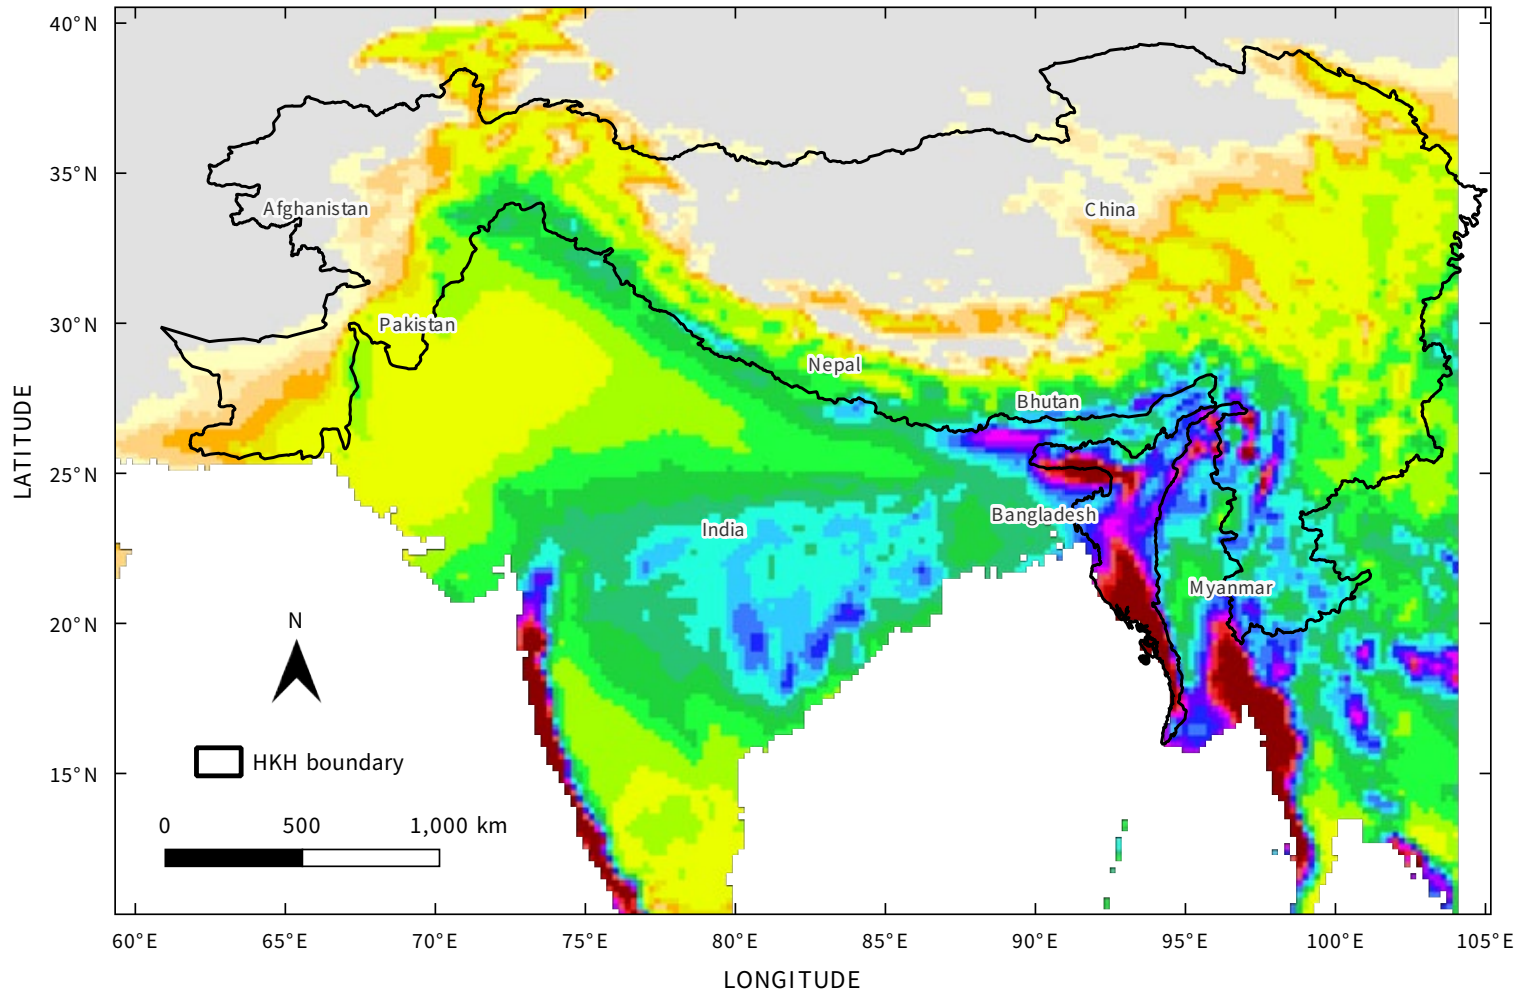 40°N
35°N
30°N
25°N
20°N
15°N
LATITUDE
Afghanistan
China
Pakistan
Nepal
Bhutan
India
Bangladesh
Myanmar
N
HKH boundary
0 500 1,000 km
60°E 65°E 70°E 75°E 80°E 85°E 90°E 95°E 100°E 105°E
LONGITUDE